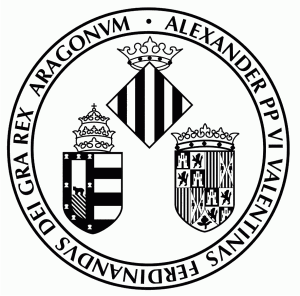 ALEXANDER PP VI VALENTINVS FERDINANDVS DEI GRA REX ARAGONVM •